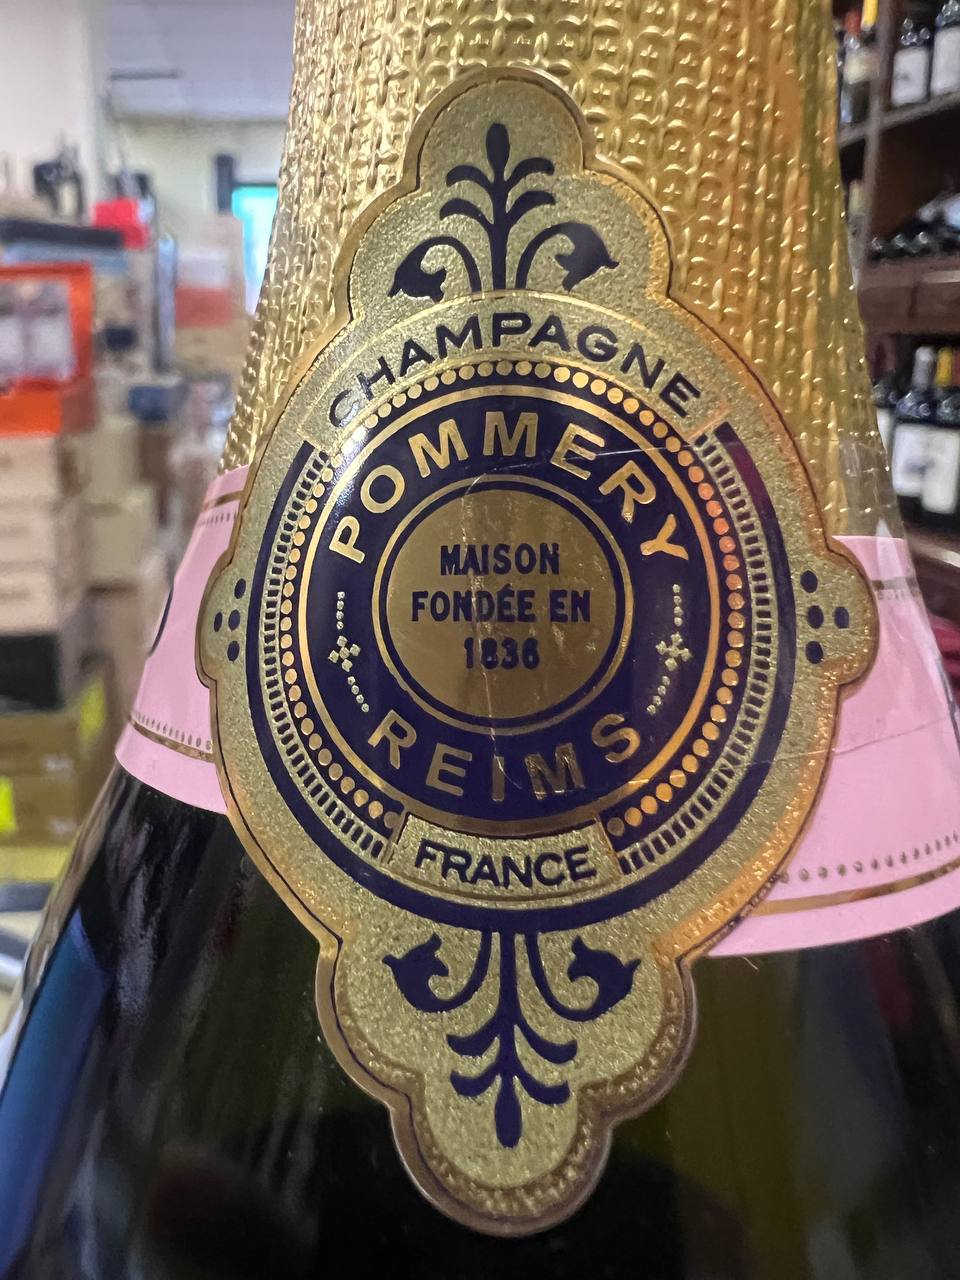 CHAMPAGNE
POMMERY
MAISON
FONDÉE EN
1836
REIMS
FRANCE